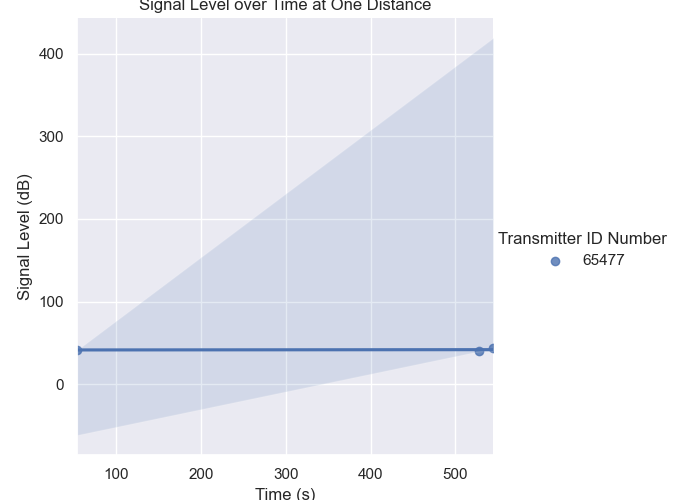 Signal Level over Time at One Distance
400
300
200
100
0
Signal Level (dB)
100
200
300
400
500
Time (s)
Transmitter ID Number
65477